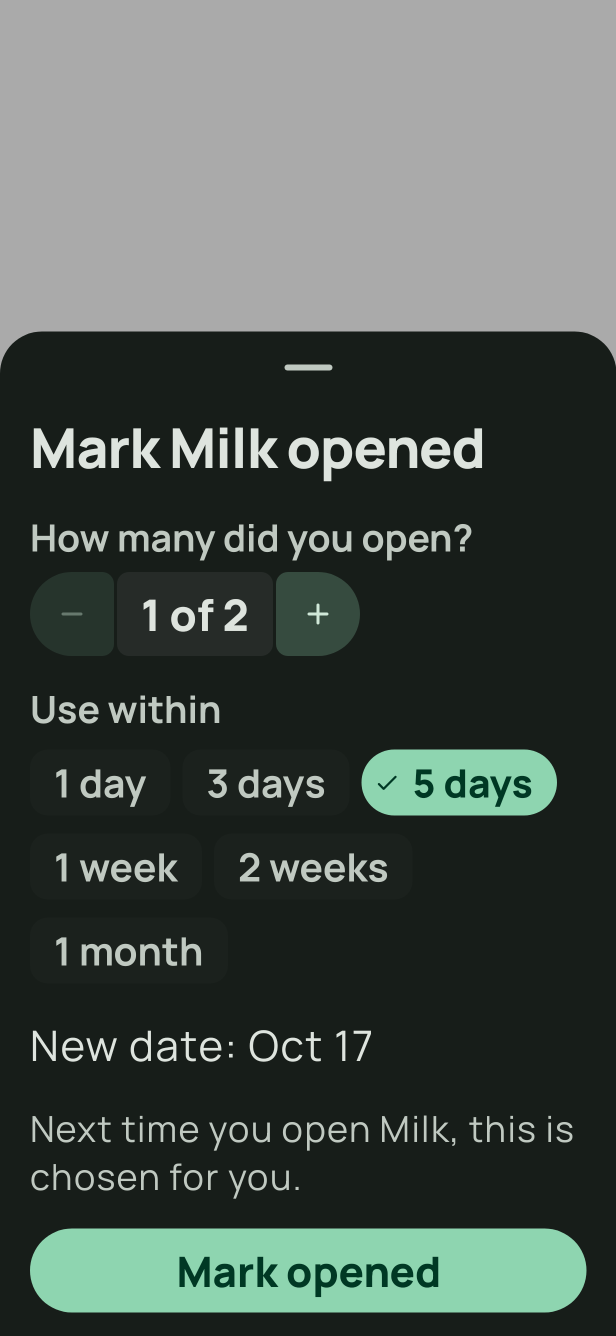 Mark Milk opened
How many did you open?
− 1 of 2 +
Use within
1 day 3 days ✓ 5 days
1 week 2 weeks
1 month
New date: Oct 17
Next time you open Milk, this is
chosen for you.
Mark opened